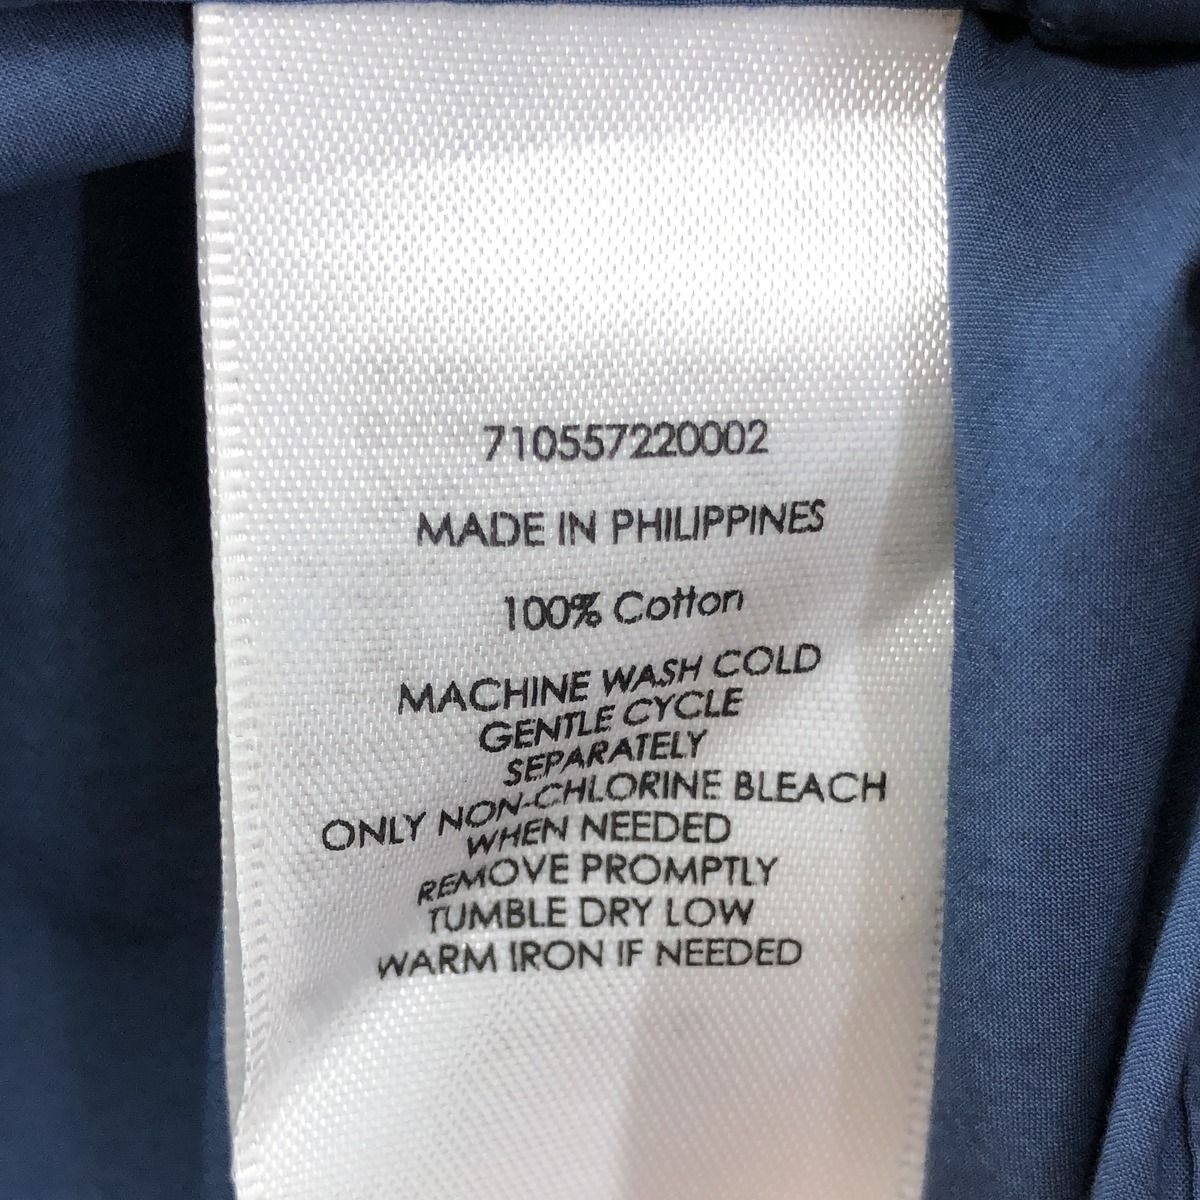 710557220002
MADE IN PHILIPPINES
100% Cotton
MACHINE WASH COLD
GENTLE CYCLE
SEPARATELY
ONLY NON-CHLORINE BLEACH
WHEN NEEDED
REMOVE PROMPTLY
TUMBLE DRY LOW
WARM IRON IF NEEDED